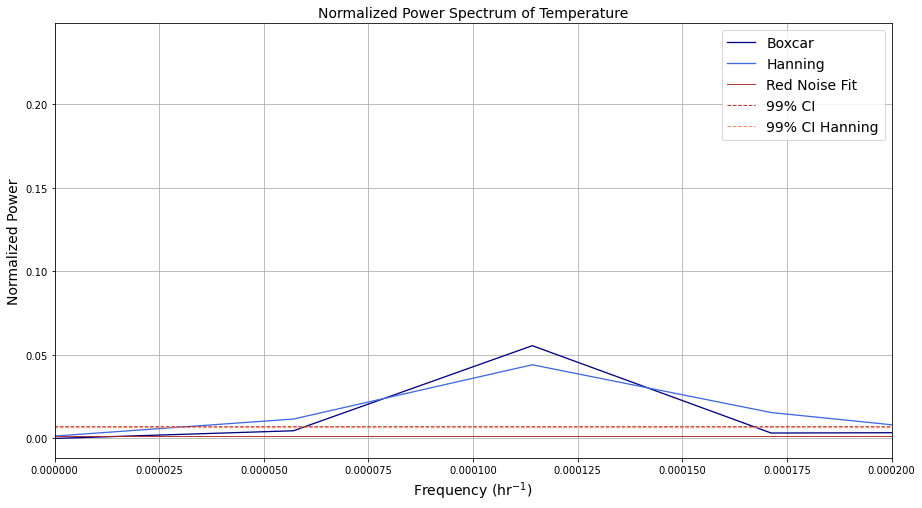 Normalized Power Spectrum of Temperature
Boxcar
Hanning
Red Noise Fit
99% CI
99% CI Hanning
0.20
0.15
0.10
0.05
0.00
Normalized Power
0.000000 0.000025 0.000050 0.000075 0.000100 0.000125 0.000150 0.000175 0.000200
Frequency (hr⁻¹)